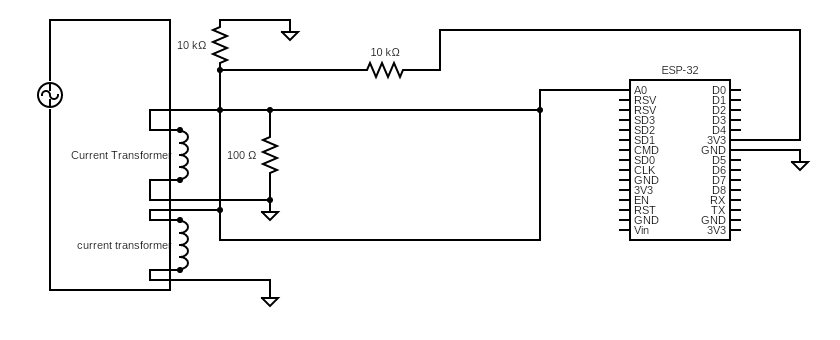 10 kΩ
10 kΩ
Current Transformer
100 Ω
current transformer
ESP-32
A0 D0
RSV D1
RSV D2
SD3 D3
SD2 D4
SD1 3V3
CMD GND
SD0 D5
CLK D6
GND D7
3V3 D8
EN RX
RST TX
GND GND
Vin 3V3